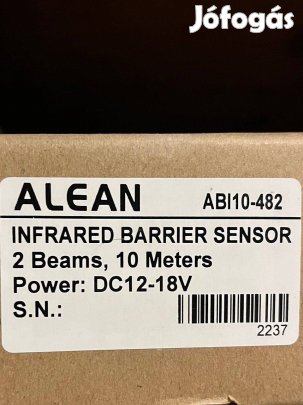 Jófogás
ALEAN ABI10-482
INFRARED BARRIER SENSOR
2 Beams, 10 Meters
Power: DC12-18V
S.N.:
2237